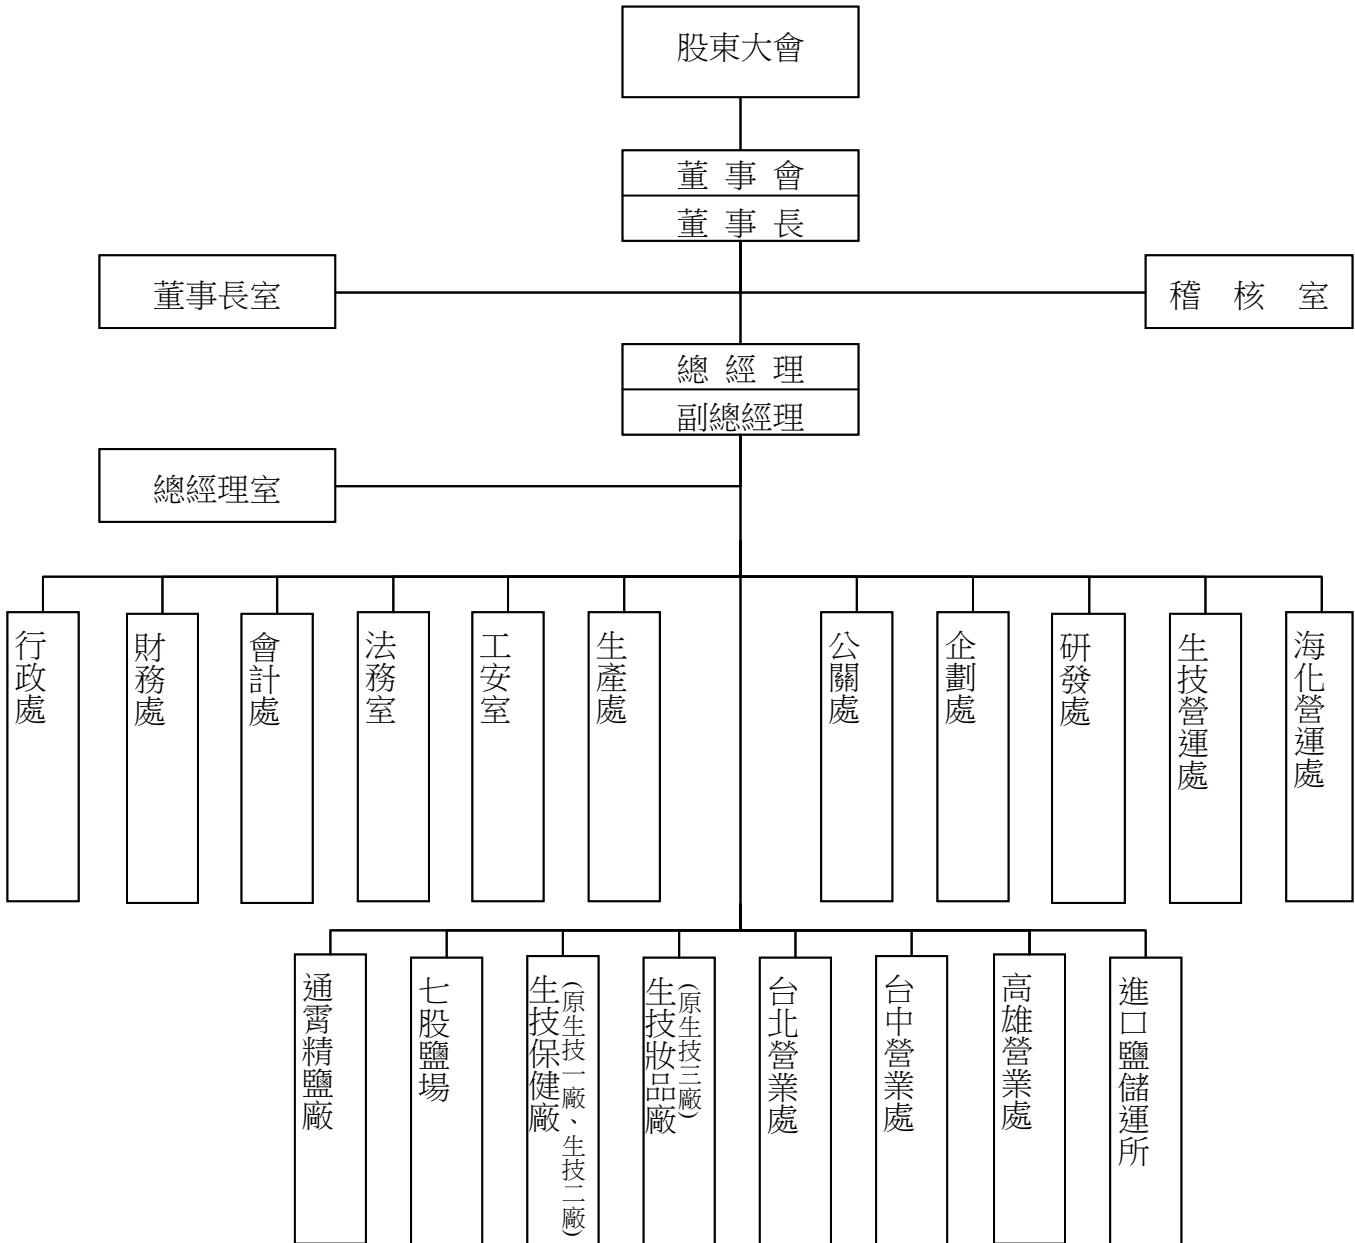 股東大會
董事會
董事長
董事長室
稽核室
總經理
副總經理
總經理室
行政處
財務處
會計處
法務室
工安室
生產處
公關處
企劃處
研發處
生技營運處
海化營運處
通霄精鹽廠
七股鹽場
生技保健廠
(原生技一廠、生技二廠)
生技妝品廠
(原生技三廠)
台北營業處
台中營業處
高雄營業處
進口鹽儲運所